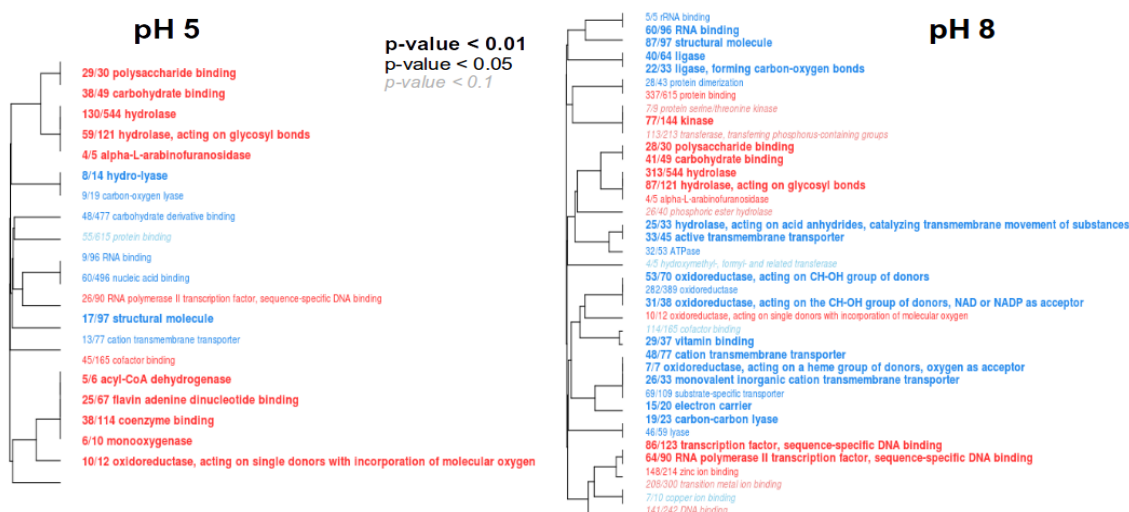 pH 5
p-value < 0.01
p-value < 0.05
p-value < 0.1
29/30 polysaccharide binding
38/49 carbohydrate binding
130/544 hydrolase
59/121 hydrolase, acting on glycosyl bonds
4/5 alpha-L-arabinofuranosidase
8/14 hydro-lyase
9/19 carbon-oxygen lyase
48/477 carbohydrate derivative binding
55/615 protein binding
9/96 RNA binding
60/496 nucleic acid binding
26/90 RNA polymerase II transcription factor, sequence-specific DNA binding
17/97 structural molecule
13/77 cation transmembrane transporter
45/165 cofactor binding
5/6 acyl-CoA dehydrogenase
25/67 flavin adenine dinucleotide binding
38/114 coenzyme binding
6/10 monooxygenase
10/12 oxidoreductase, acting on single donors with incorporation of molecular oxygen
pH 8
5/5 rRNA binding
60/96 RNA binding
87/97 structural molecule
40/64 ligase
22/33 ligase, forming carbon-oxygen bonds
28/43 protein dimerization
337/615 protein binding
7/9 protein serine/threonine kinase
77/144 kinase
113/213 transferase, transferring phosphorus-containing groups
28/30 polysaccharide binding
41/49 carbohydrate binding
313/544 hydrolase
87/121 hydrolase, acting on glycosyl bonds
4/5 alpha-L-arabinofuranosidase
26/40 phosphoric ester hydrolase
25/33 hydrolase, acting on acid anhydrides, catalyzing transmembrane movement of substances
33/45 active transmembrane transporter
32/53 ATPase
4/5 hydroxymethyl-, formyl- and related transferase
53/70 oxidoreductase, acting on CH-OH group of donors
282/389 oxidoreductase
31/38 oxidoreductase, acting on the CH-OH group of donors, NAD or NADP as acceptor
10/12 oxidoreductase, acting on single donors with incorporation of molecular oxygen
114/165 cofactor binding
29/37 vitamin binding
48/77 cation transmembrane transporter
7/7 oxidoreductase, acting on a heme group of donors, oxygen as acceptor
26/33 monovalent inorganic cation transmembrane transporter
69/109 substrate-specific transporter
15/20 electron carrier
19/23 carbon-carbon lyase
46/59 lyase
86/123 transcription factor, sequence-specific DNA binding
64/90 RNA polymerase II transcription factor, sequence-specific DNA binding
148/214 zinc ion binding
208/300 transition metal ion binding
7/10 copper ion binding
141/242 DNA binding